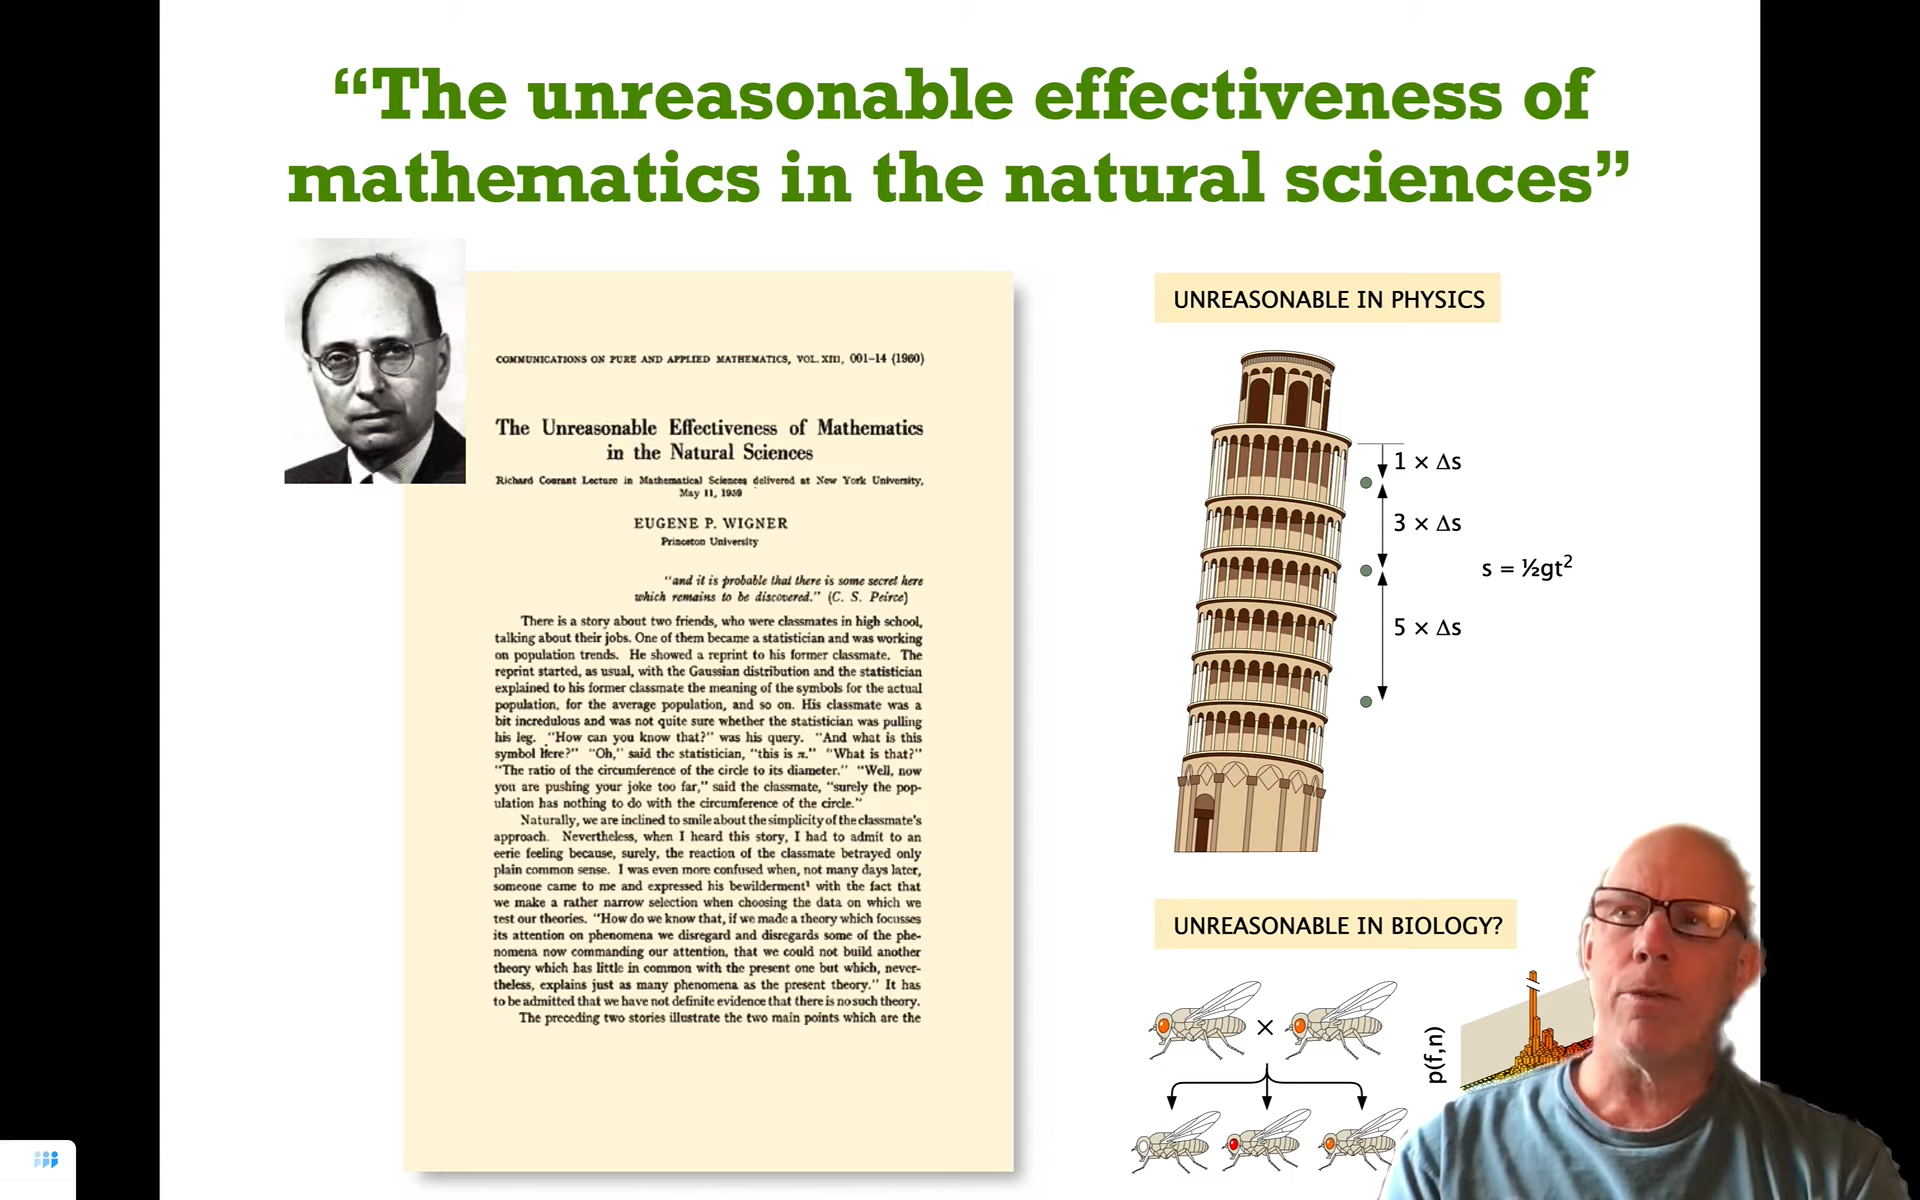 “The unreasonable effectiveness of
mathematics in the natural sciences”
COMMUNICATIONS ON PURE AND APPLIED MATHEMATICS, VOL. XIII, 001–14 (1960)
The Unreasonable Effectiveness of Mathematics
in the Natural Sciences
Richard Courant Lecture in Mathematical Sciences delivered at New York University,
May 11, 1959
EUGENE P. WIGNER
Princeton University
"and it is probable that there is some secret here
which remains to be discovered." (C. S. Peirce)
There is a story about two friends, who were classmates in high school,
talking about their jobs. One of them became a statistician and was working
on population trends. He showed a reprint to his former classmate. The
reprint started, as usual, with the Gaussian distribution and the statistician
explained to his former classmate the meaning of the symbols for the actual
population, for the average population, and so on. His classmate was a
bit incredulous and was not quite sure whether the statistician was pulling
his leg. "How can you know that?" was his query. "And what is this
symbol here?" "Oh," said the statistician, "this is π." "What is that?"
"The ratio of the circumference of the circle to its diameter." "Well, now
you are pushing your joke too far," said the classmate, "surely the pop-
ulation has nothing to do with the circumference of the circle."
Naturally, we are inclined to smile about the simplicity of the classmate's
approach. Nevertheless, when I heard this story, I had to admit to an
eerie feeling because, surely, the reaction of the classmate betrayed only
plain common sense. I was even more confused when, not many days later,
someone came to me and expressed his bewilderment¹ with the fact that
we make a rather narrow selection when choosing the data on which we
test our theories. "How do we know that, if we made a theory which focusses
its attention on phenomena we disregard and disregards some of the phe-
nomena now commanding our attention, that we could not build another
theory which has little in common with the present one but which, never-
theless, explains just as many phenomena as the present theory." It has
to be admitted that we have not definite evidence that there is no such theory.
The preceding two stories illustrate the two main points which are the
UNREASONABLE IN PHYSICS
1 × Δs
3 × Δs
s = ½gt²
5 × Δs
UNREASONABLE IN BIOLOGY?
×
p(f,n)